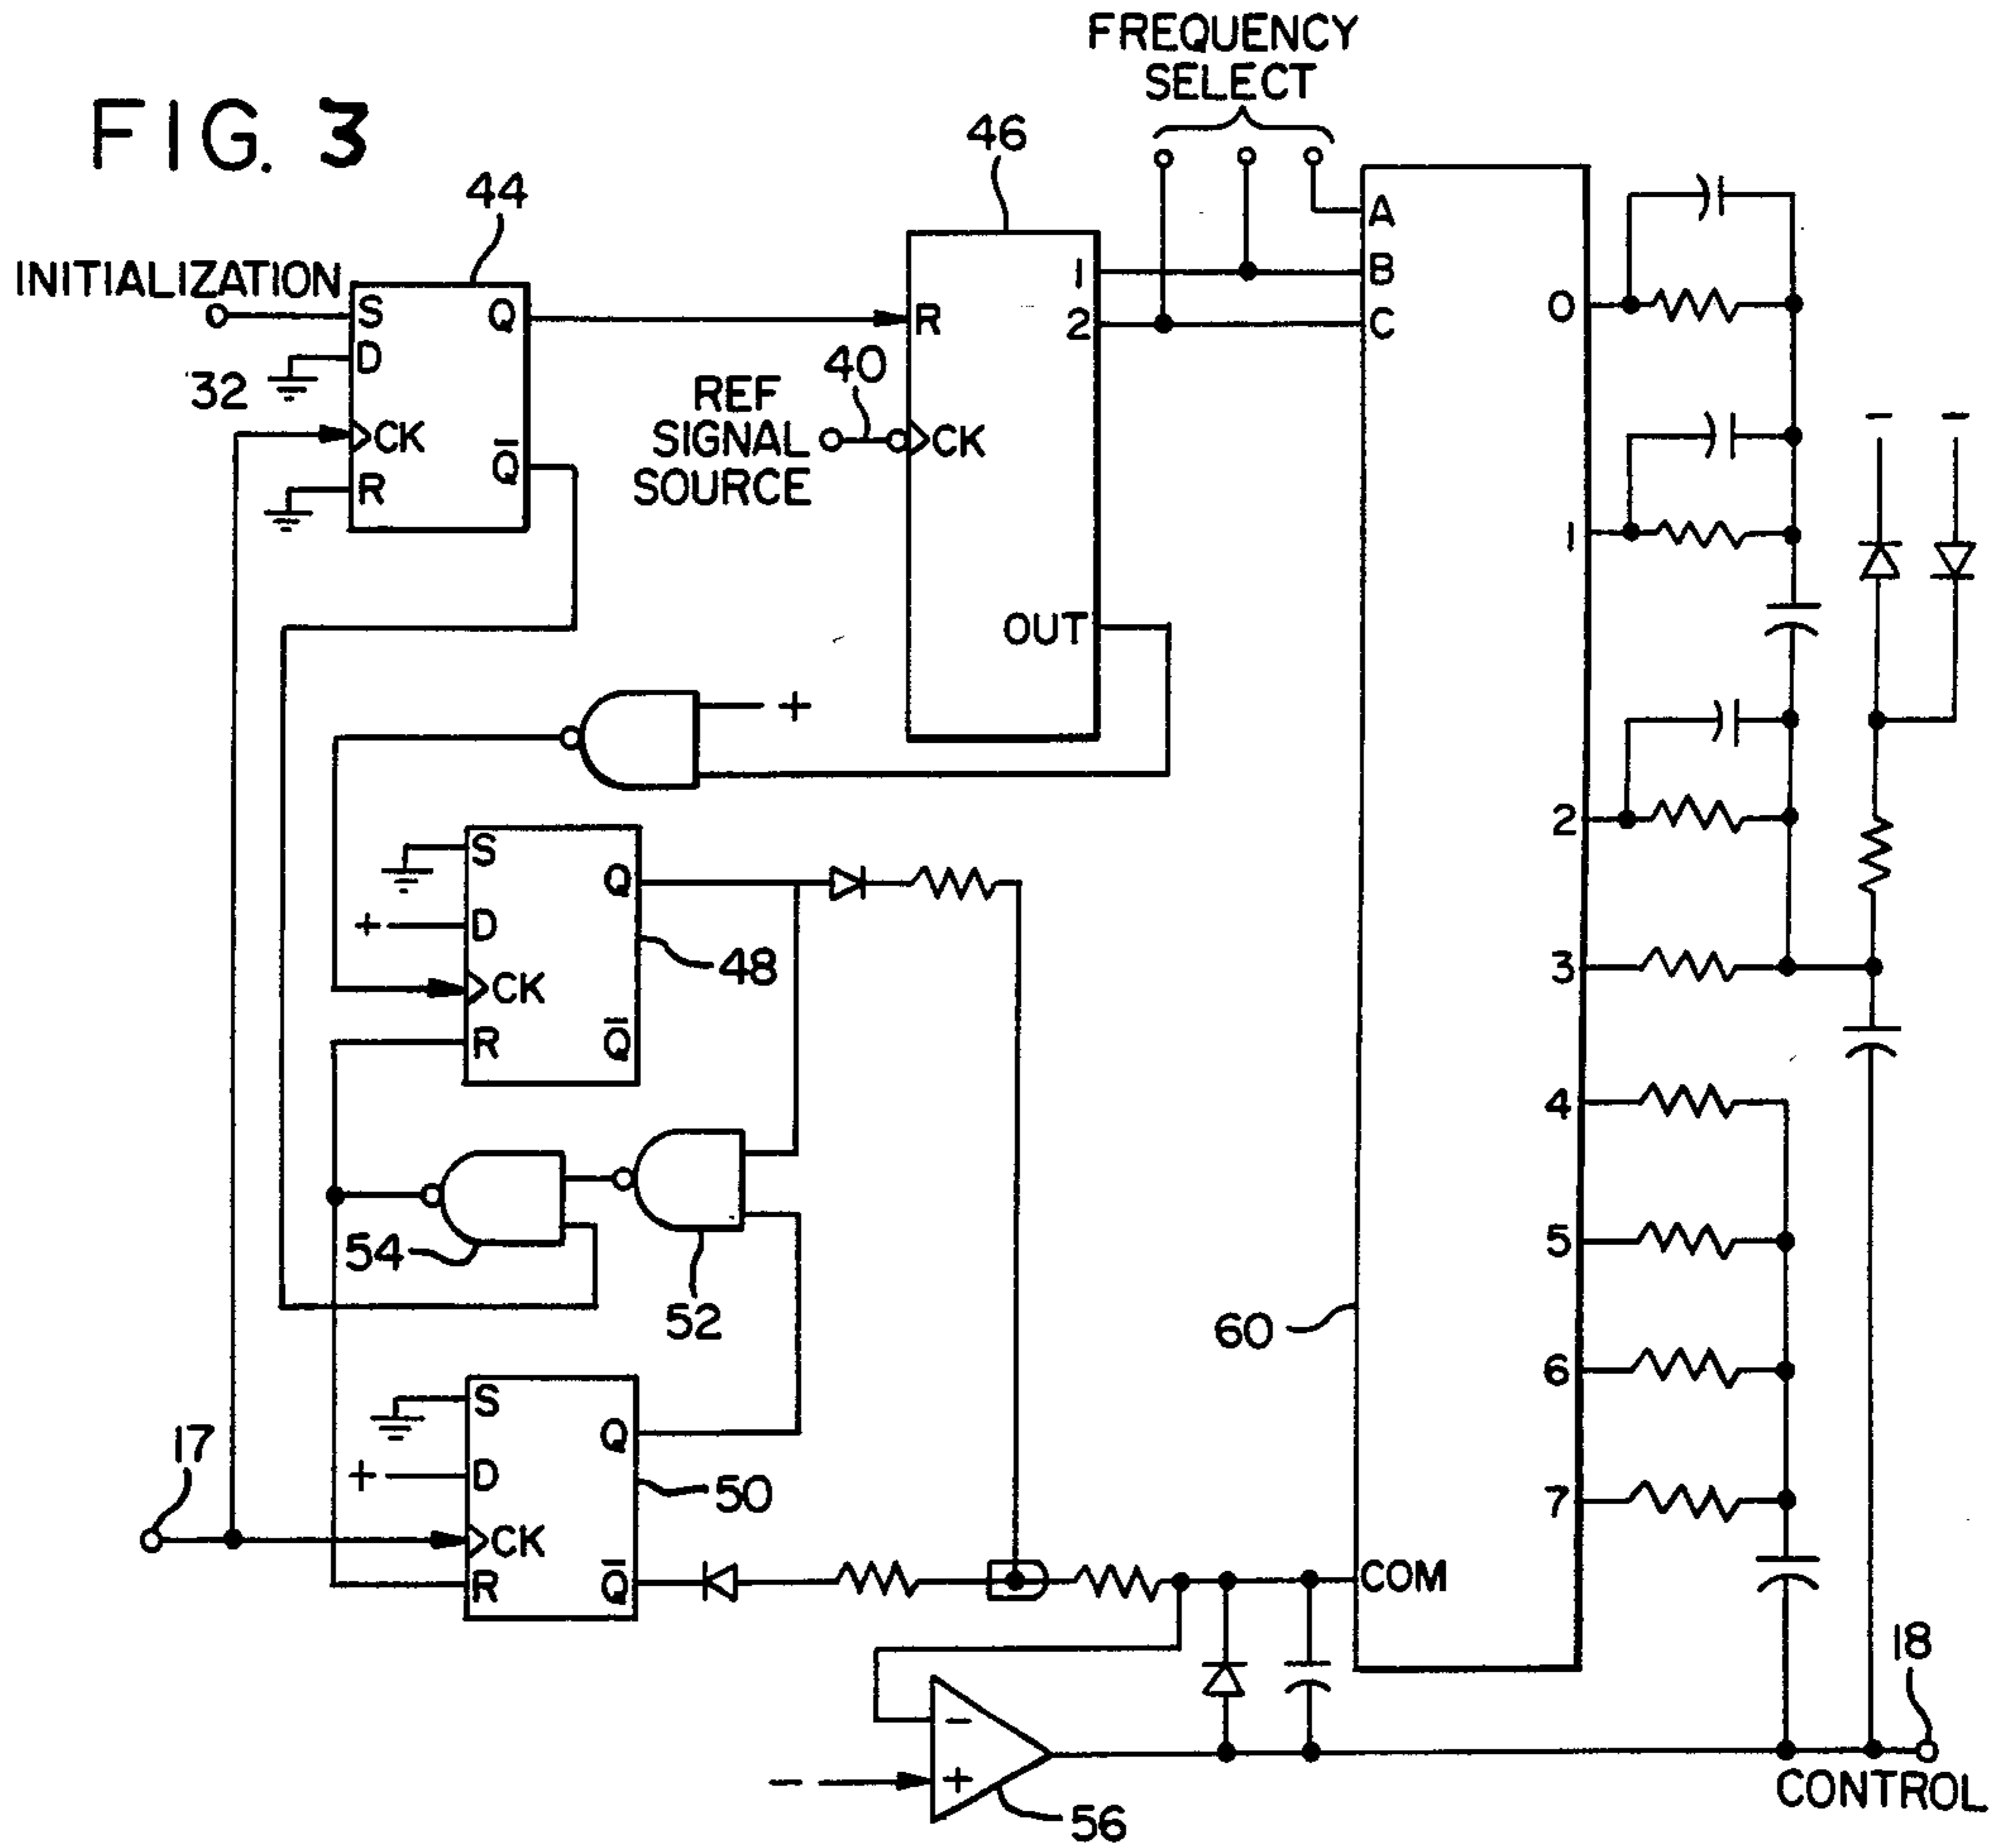 FREQUENCY
SELECT
FIG. 3
44
46
INITIALIZATION
S
Q
D
32
CK
R
Q̅
R
1
2
REF
SIGNAL
SOURCE
40
CK
OUT
A
B
C
0
1
2
3
4
5
6
7
COM
60
+
S
Q
+
D
CK
R
Q̅
48
54
52
S
Q
+
D
CK
R
Q̅
50
17
−
−
−
+
−
56
18
CONTROL